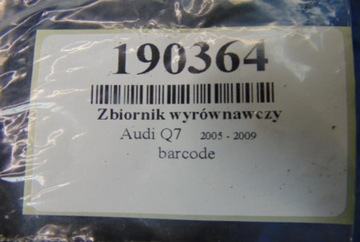 190364
Zbiornik wyrównawczy
Audi Q7 2005 - 2009
barcode